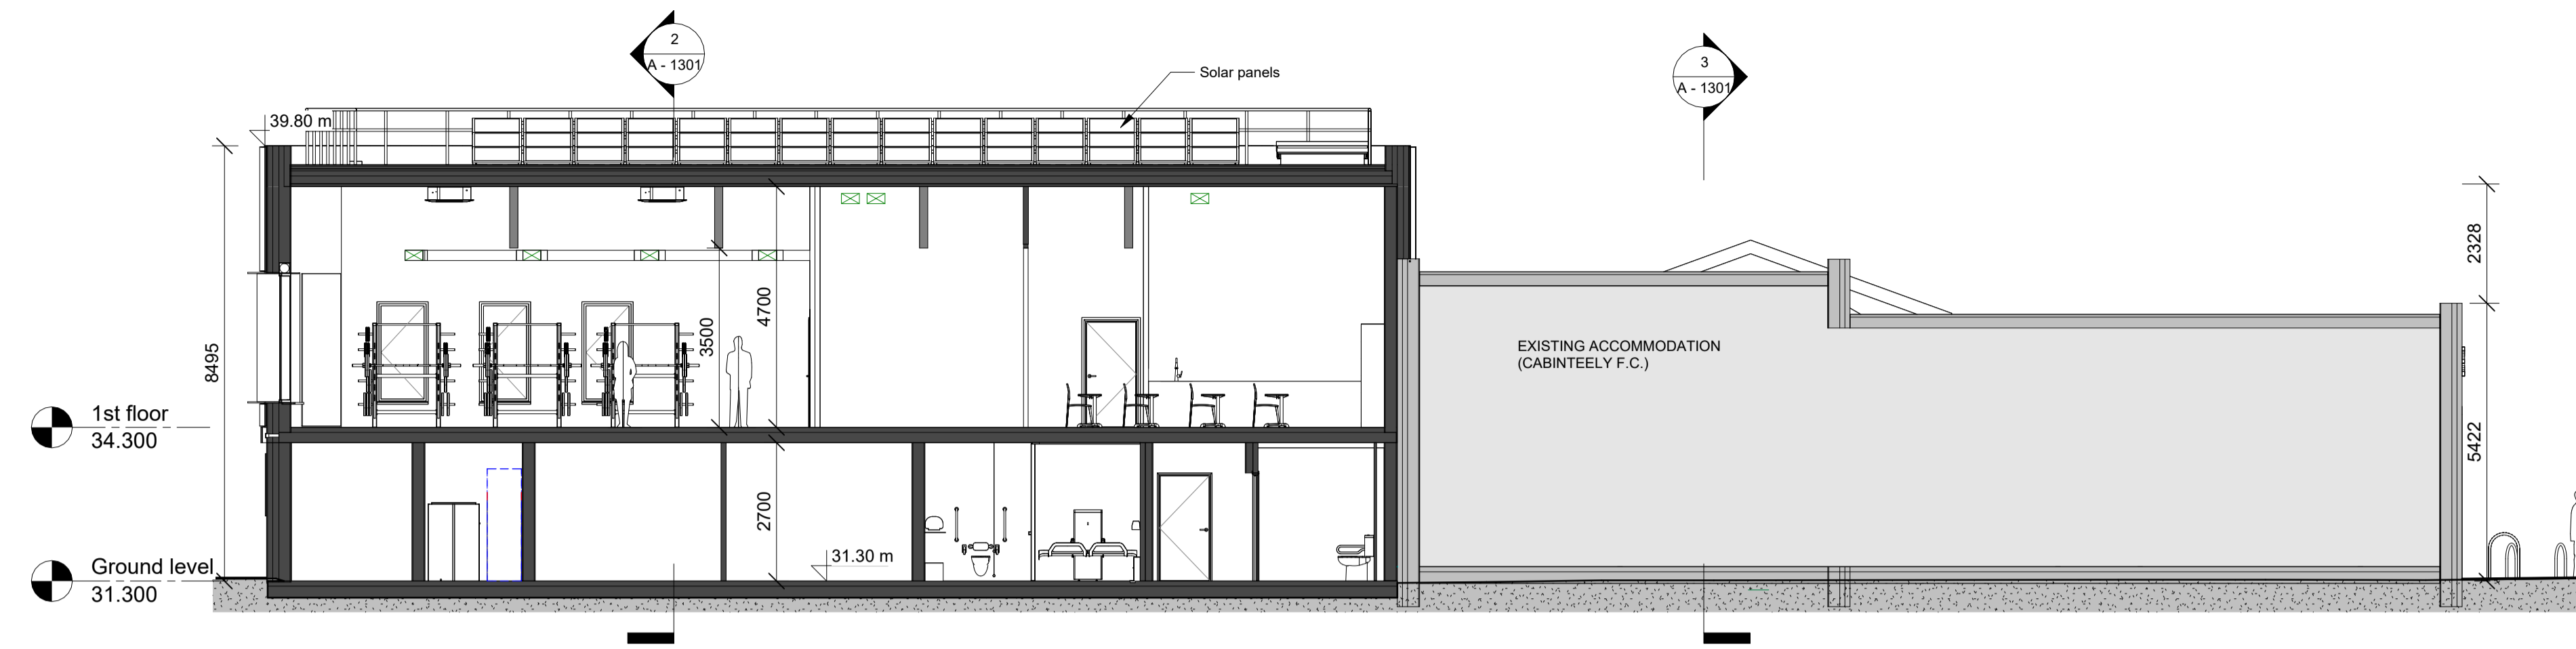 2
A - 1301
Solar panels
3
A - 1301
39.80 m
8495
3500
4700
2328
EXISTING ACCOMMODATION
(CABINTEELY F.C.)
1st floor
34.300
5422
2700
31.30 m
Ground level
31.300